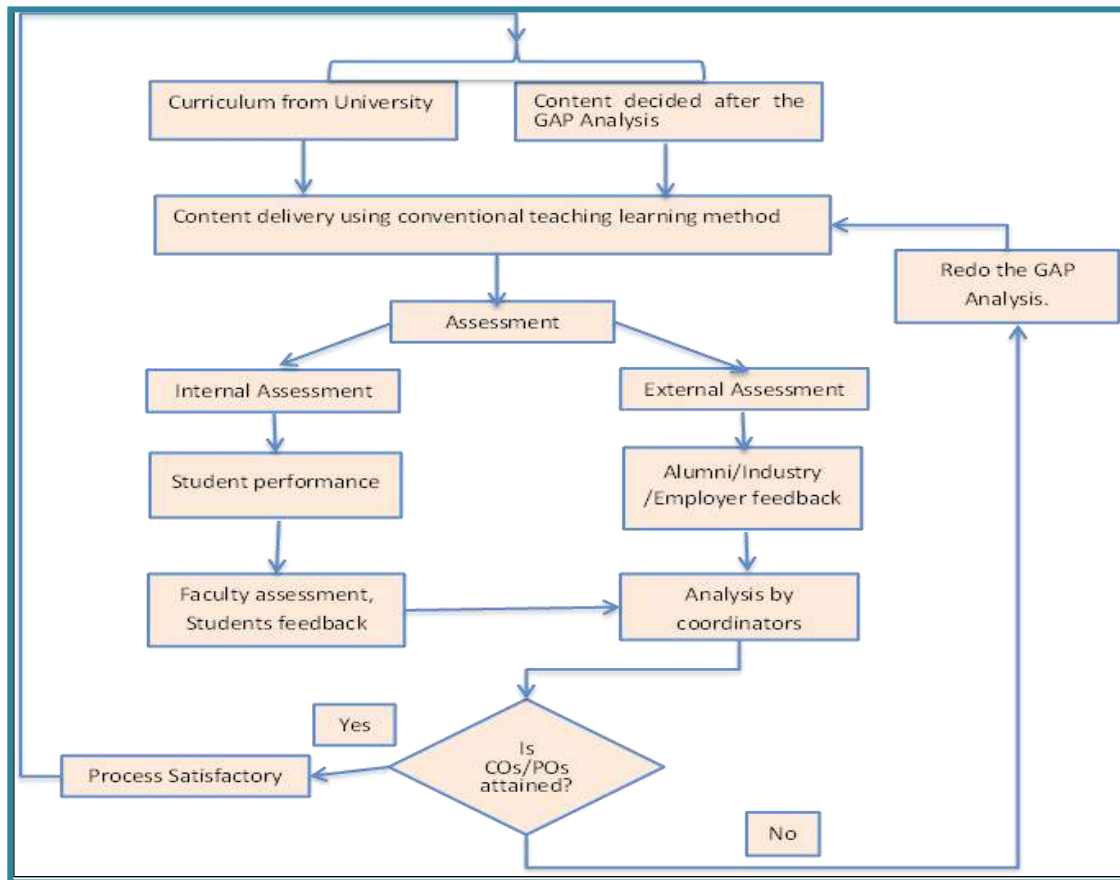 Curriculum from University
Content decided after the
GAP Analysis
Content delivery using conventional teaching learning method
Redo the GAP
Analysis.
Assessment
Internal Assessment
External Assessment
Student performance
Alumni/Industry
/Employer feedback
Faculty assessment,
Students feedback
Analysis by
coordinators
Yes
Is
COs/POs
attained?
Process Satisfactory
No